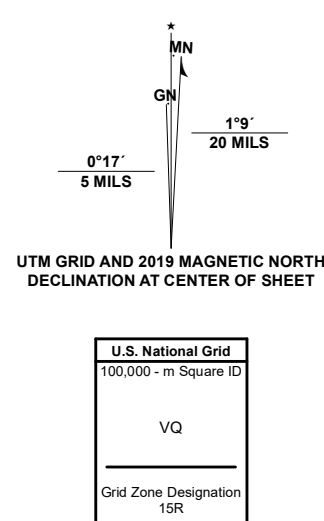 MN
GN
1°9´
20 MILS
0°17´
5 MILS
UTM GRID AND 2019 MAGNETIC NORTH
DECLINATION AT CENTER OF SHEET
U.S. National Grid
100,000 - m Square ID
VQ
Grid Zone Designation
15R